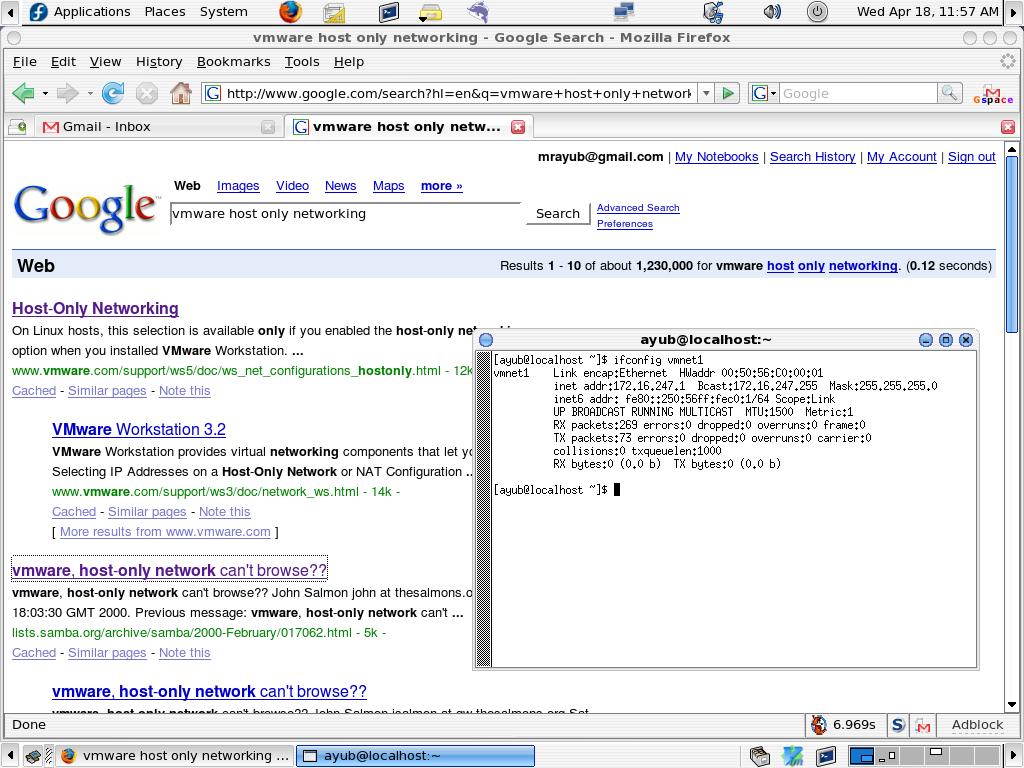 Applications Places System Wed Apr 18, 11:57 AM
vmware host only networking - Google Search - Mozilla Firefox
File Edit View History Bookmarks Tools Help
http://www.google.com/search?hl=en&q=vmware+host+only+network Google Gspace
Gmail - Inbox vmware host only netw...
mrayub@gmail.com | My Notebooks | Search History | My Account | Sign out
Google™
Web Images Video News Maps more »
vmware host only networking Search Advanced Search
Preferences
Web Results 1 - 10 of about 1,230,000 for vmware host only networking. (0.12 seconds)
Host-Only Networking
On Linux hosts, this selection is available only if you enabled the host-only
option when you installed VMware Workstation. ...
www.vmware.com/support/ws5/doc/ws_net_configurations_hostonly.html - 12k
Cached - Similar pages - Note this
VMware Workstation 3.2
VMware Workstation provides virtual networking components that let
Selecting IP Addresses on a Host-Only Network or NAT Configuration ..
www.vmware.com/support/ws3/doc/network_ws.html - 14k -
Cached - Similar pages - Note this
[ More results from www.vmware.com ]
vmware, host-only network can't browse??
vmware, host-only network can't browse?? John Salmon john at thesalmons.o
18:03:30 GMT 2000. Previous message: vmware, host-only network can't ...
lists.samba.org/archive/samba/2000-February/017062.html - 5k -
Cached - Similar pages - Note this
vmware, host-only network can't browse??
vmware, host-only network can't browse?? John Salmon jsalmon at gw.thesalmons.org Sat
ayub@localhost:~
[ayub@localhost ~]$ ifconfig vmnet1
vmnet1 Link encap:Ethernet HWaddr 00:50:56:C0:00:01
inet addr:172.16.247.1 Bcast:172.16.247.255 Mask:255.255.255.0
inet6 addr: fe80::250:56ff:fec0:1/64 Scope:Link
UP BROADCAST RUNNING MULTICAST MTU:1500 Metric:1
RX packets:269 errors:0 dropped:0 overruns:0 frame:0
TX packets:73 errors:0 dropped:0 overruns:0 carrier:0
collisions:0 txqueuelen:1000
RX bytes:0 (0.0 b) TX bytes:0 (0.0 b)
[ayub@localhost ~]$
Done 6.969s S Adblock
vmware host only networking ... ayub@localhost:~